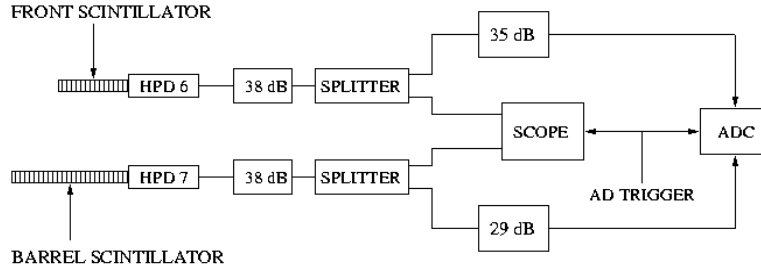 FRONT SCINTILLATOR
35 dB
HPD 6
38 dB
SPLITTER
SCOPE
ADC
HPD 7
38 dB
SPLITTER
AD TRIGGER
29 dB
BARREL SCINTILLATOR